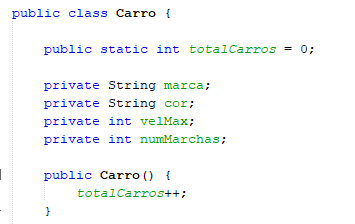 public class Carro {
public static int totalCarros = 0;
private String marca;
private String cor;
private int velMax;
private int numMarchas;
public Carro() {
totalCarros++;
}